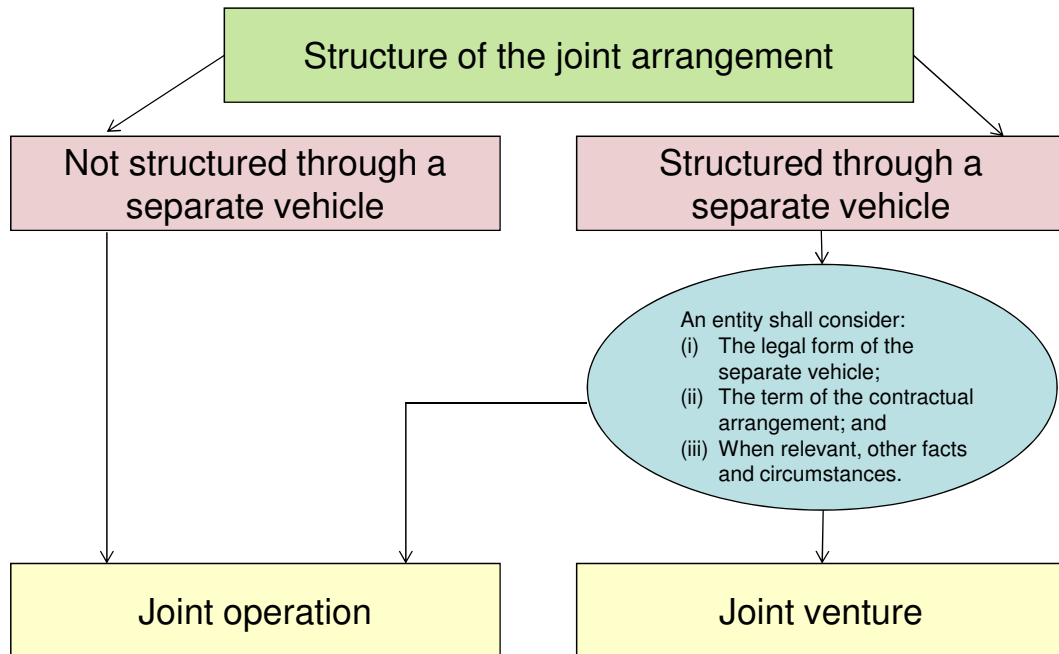 Structure of the joint arrangement
Not structured through a
separate vehicle
Structured through a
separate vehicle
An entity shall consider:
(i) The legal form of the
separate vehicle;
(ii) The term of the contractual
arrangement; and
(iii) When relevant, other facts
and circumstances.
Joint operation
Joint venture